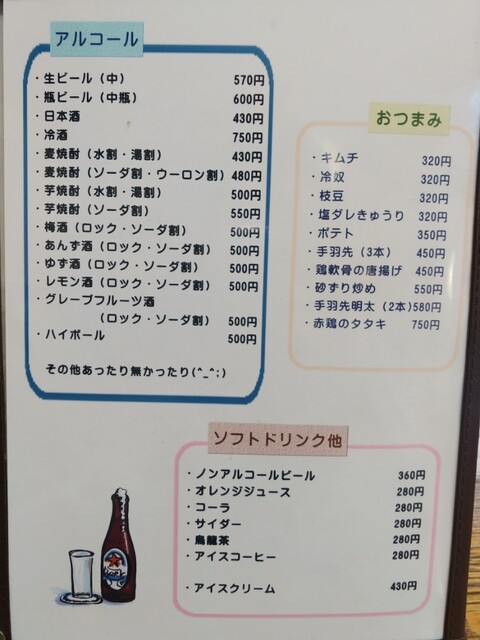 アルコール
・生ビール（中） 570円
・瓶ビール（中瓶） 600円
・日本酒 430円
・冷酒 750円
・麦焼酎（水割・湯割） 430円
・麦焼酎（ソーダ割・ウーロン割） 480円
・芋焼酎（水割・湯割） 500円
・芋焼酎（ソーダ割） 550円
・梅酒（ロック・ソーダ割） 500円
・あんず酒（ロック・ソーダ割） 500円
・ゆず酒（ロック・ソーダ割） 500円
・レモン酒（ロック・ソーダ割） 500円
・グレープフルーツ酒
（ロック・ソーダ割） 500円
・ハイボール 500円
その他あったり無かったり(^_^;)
おつまみ
・キムチ 320円
・冷奴 320円
・枝豆 320円
・塩ダレきゅうり 320円
・ポテト 350円
・手羽先（3本） 450円
・鶏軟骨の唐揚げ 450円
・砂ずり炒め 550円
・手羽先明太（2本)580円
・赤鶏のタタキ 750円
ソフトドリンク他
・ノンアルコールビール 360円
・オレンジジュース 280円
・コーラ 280円
・サイダー 280円
・烏龍茶 280円
・アイスコーヒー 280円
・アイスクリーム 430円